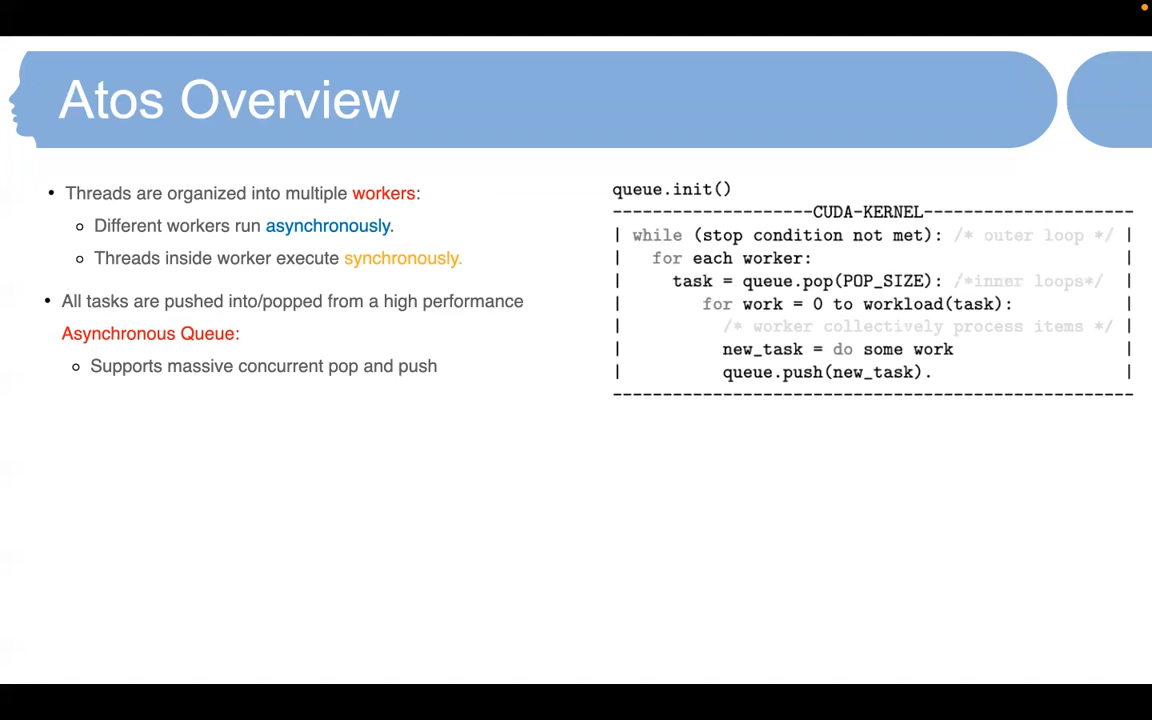 Atos Overview
• Threads are organized into multiple workers:
○ Different workers run asynchronously.
○ Threads inside worker execute synchronously.
• All tasks are pushed into/popped from a high performance
Asynchronous Queue:
○ Supports massive concurrent pop and push
queue.init()
--------------------CUDA-KERNEL---------------------
| while (stop condition not met): /* outer loop */ |
|   for each worker:                               |
|     task = queue.pop(POP_SIZE): /*inner loops*/  |
|        for work = 0 to workload(task):           |
|          /* worker collectively process items */ |
|          new_task = do some work                 |
|          queue.push(new_task).                   |
----------------------------------------------------